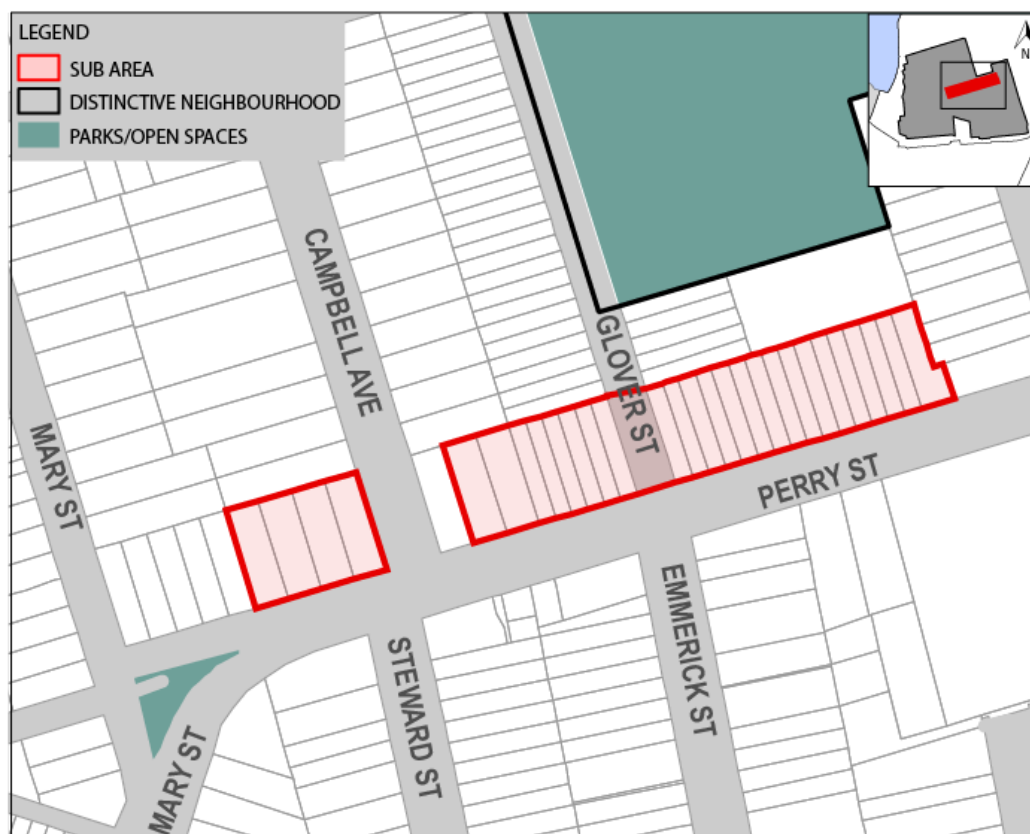 LEGEND
SUB AREA
DISTINCTIVE NEIGHBOURHOOD
PARKS/OPEN SPACES
N
CAMPBELL AVE
GLOVER ST
MARY ST
PERRY ST
EMMERICK ST
STEWARD ST
MARY ST